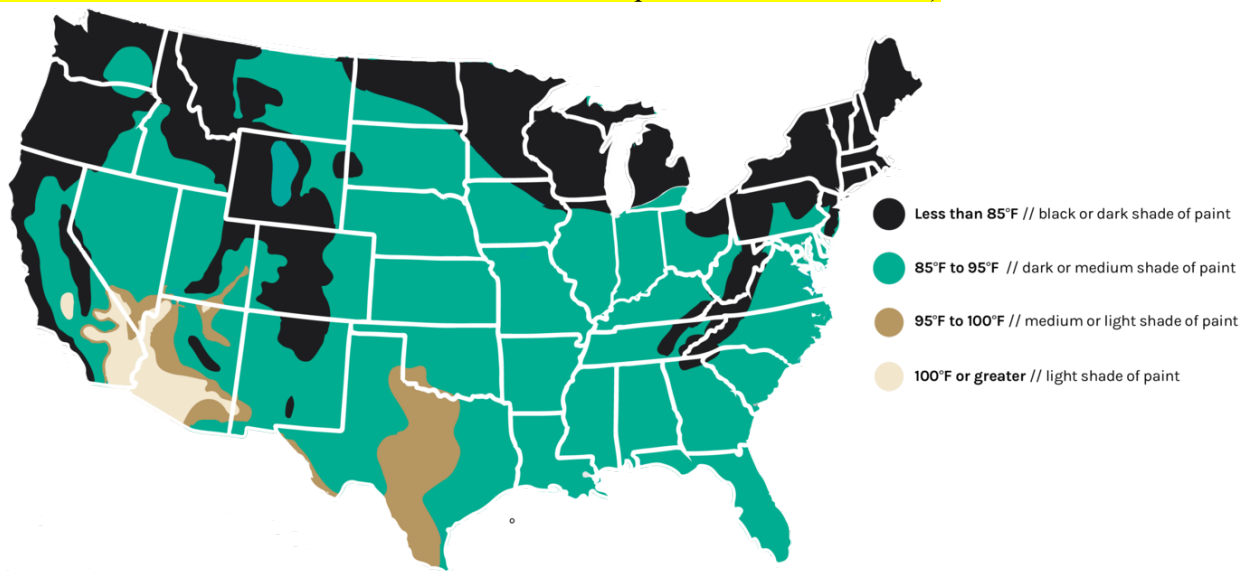 Less than 85°F // black or dark shade of paint
85°F to 95°F // dark or medium shade of paint
95°F to 100°F // medium or light shade of paint
100°F or greater // light shade of paint